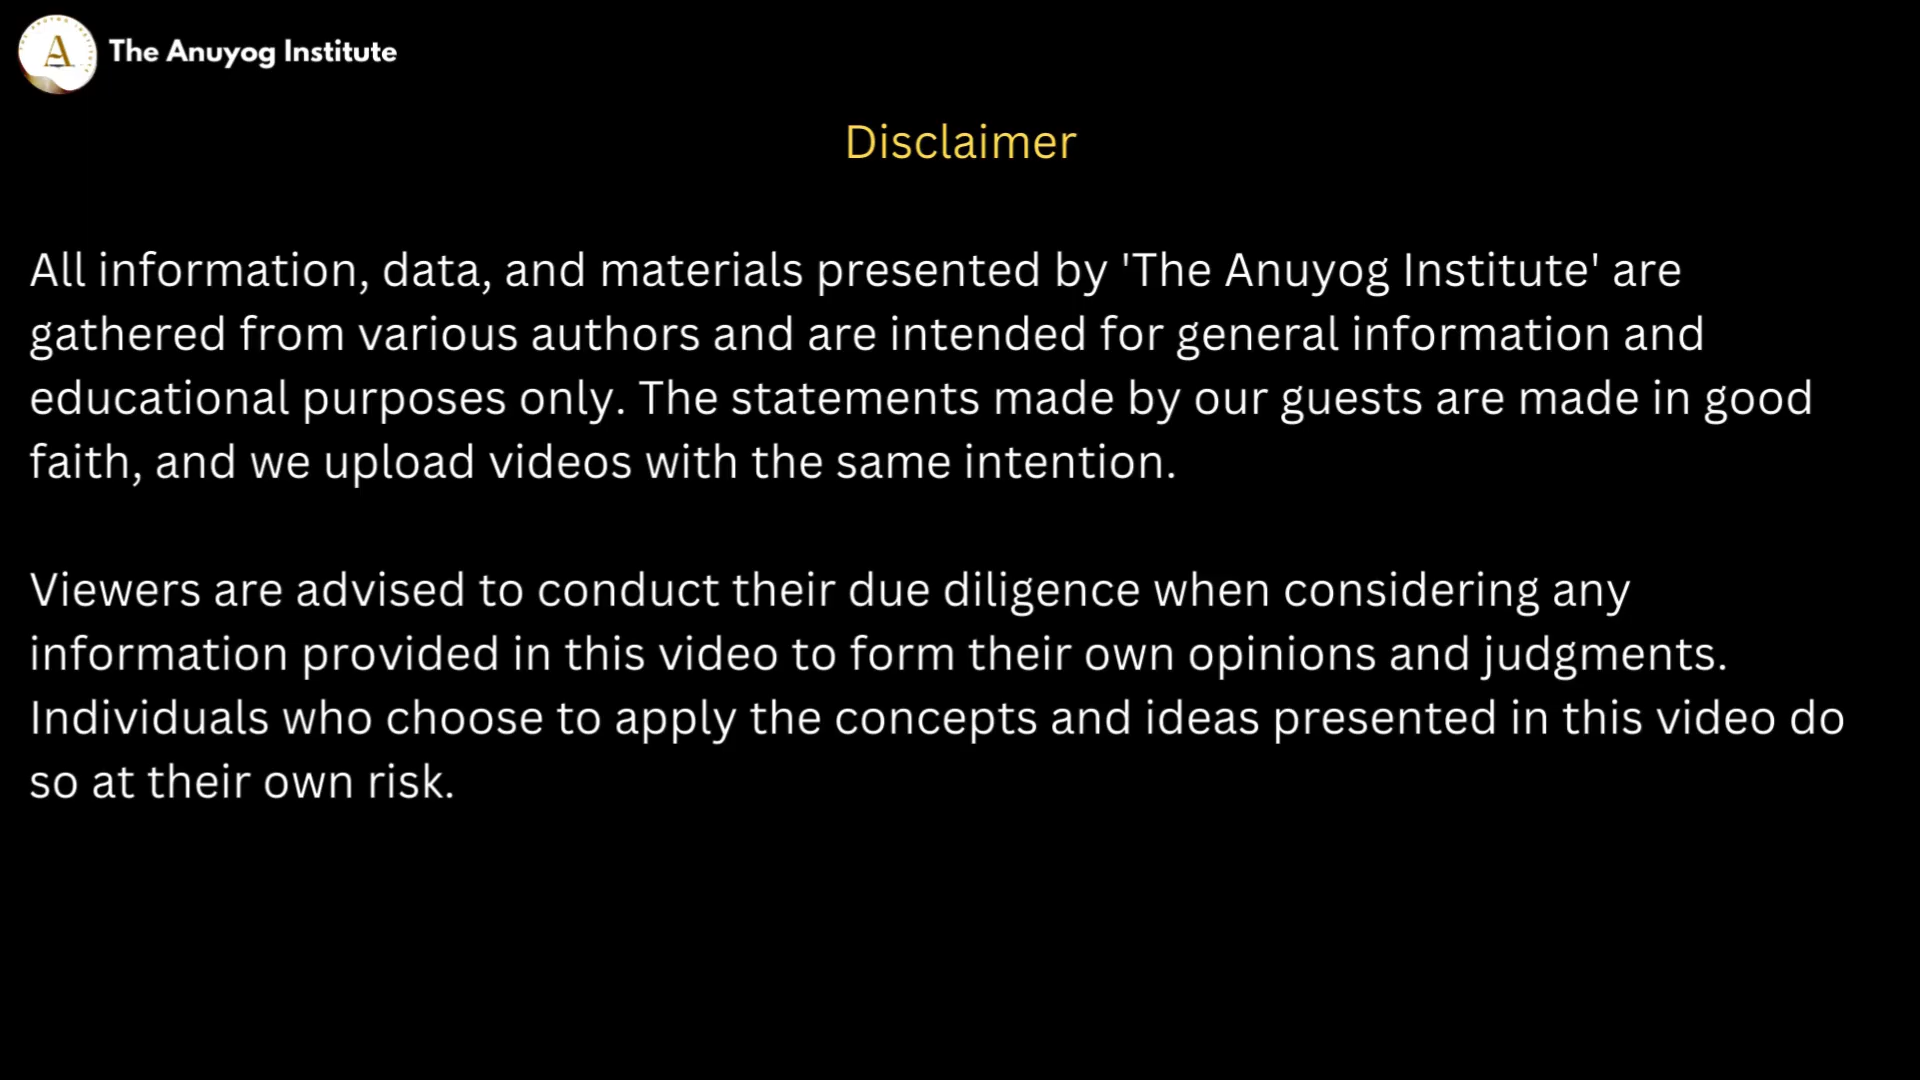 A
The Anuyog Institute
Disclaimer
All information, data, and materials presented by 'The Anuyog Institute' are
gathered from various authors and are intended for general information and
educational purposes only. The statements made by our guests are made in good
faith, and we upload videos with the same intention.
Viewers are advised to conduct their due diligence when considering any
information provided in this video to form their own opinions and judgments.
Individuals who choose to apply the concepts and ideas presented in this video do
so at their own risk.